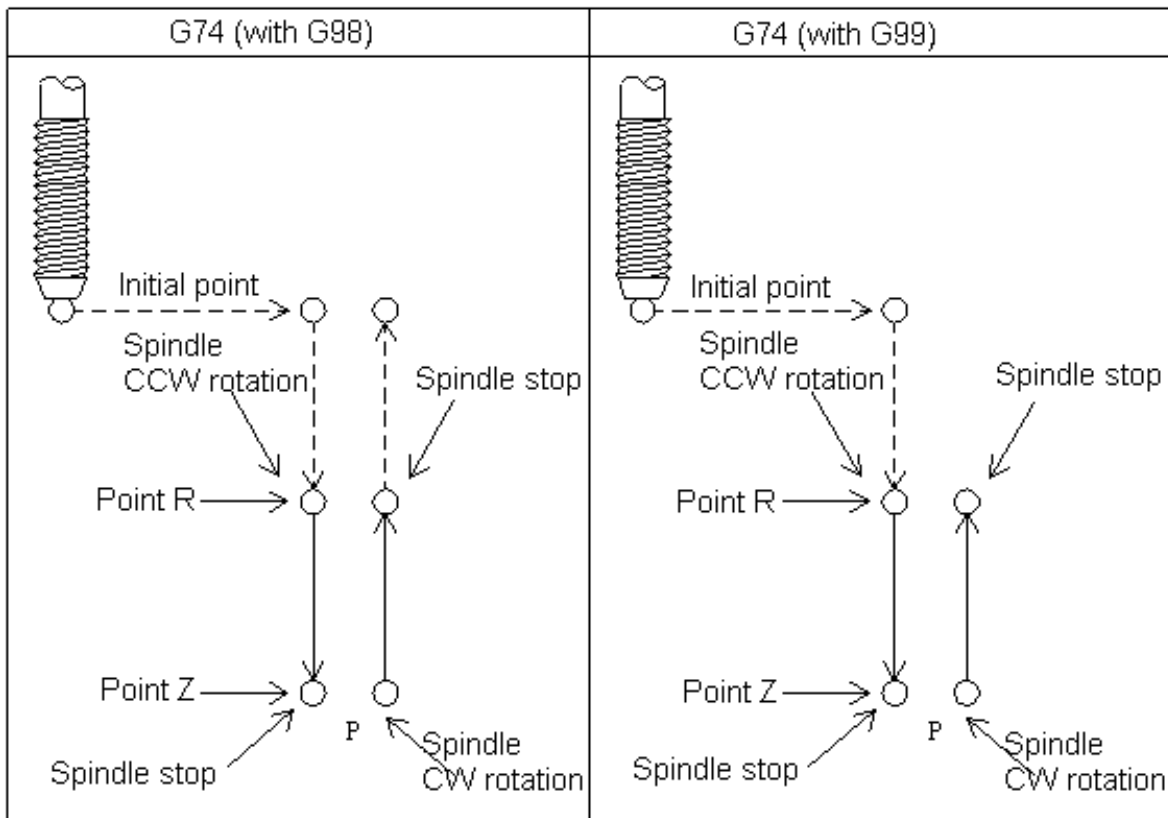 G74 (with G98)
Initial point
Spindle
CCW rotation
Spindle stop
Point R
Point Z
P
Spindle stop
Spindle
CW rotation
G74 (with G99)
Initial point
Spindle
CCW rotation
Spindle stop
Point R
Point Z
P
Spindle stop
Spindle
CW rotation